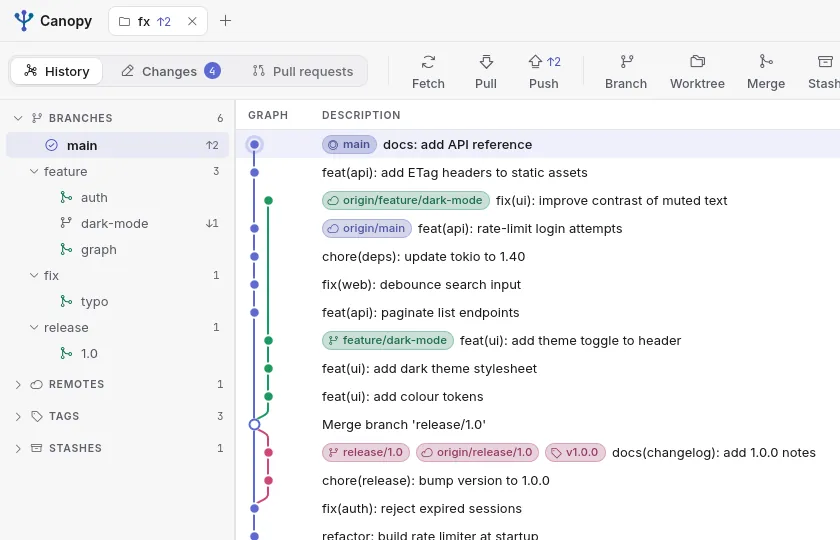 Canopy
fx ↑2
History
Changes 4
Pull requests
Fetch
Pull
Push ↑2
Branch
Worktree
Merge
Stash
BRANCHES 6
main ↑2
feature 3
auth
dark-mode ↓1
graph
fix 1
typo
release 1
1.0
REMOTES 1
TAGS 3
STASHES 1
GRAPH DESCRIPTION
main docs: add API reference
feat(api): add ETag headers to static assets
origin/feature/dark-mode fix(ui): improve contrast of muted text
origin/main feat(api): rate-limit login attempts
chore(deps): update tokio to 1.40
fix(web): debounce search input
feat(api): paginate list endpoints
feature/dark-mode feat(ui): add theme toggle to header
feat(ui): add dark theme stylesheet
feat(ui): add colour tokens
Merge branch 'release/1.0'
release/1.0 origin/release/1.0 v1.0.0 docs(changelog): add 1.0.0 notes
chore(release): bump version to 1.0.0
fix(auth): reject expired sessions
refactor: build rate limiter at startup